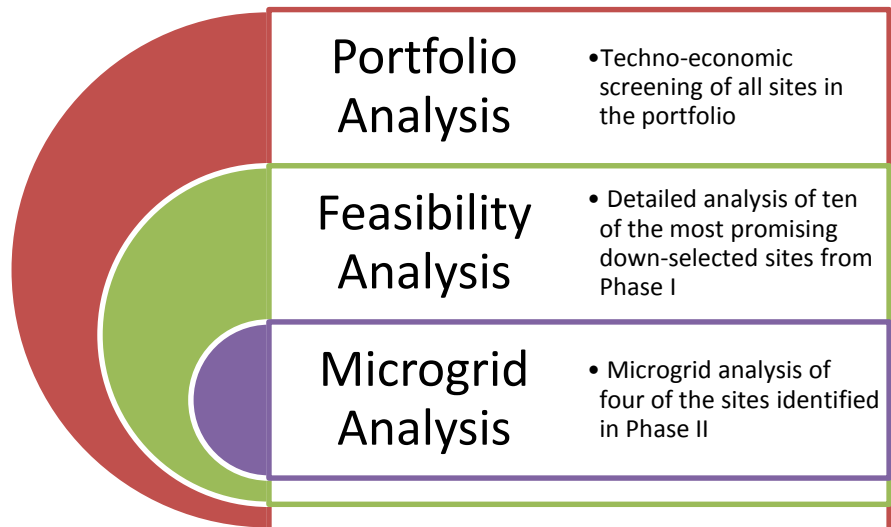 Portfolio
Analysis
•Techno-economic
screening of all sites in
the portfolio
Feasibility
Analysis
• Detailed analysis of ten
of the most promising
down-selected sites from
Phase I
Microgrid
Analysis
• Microgrid analysis of
four of the sites identified
in Phase II